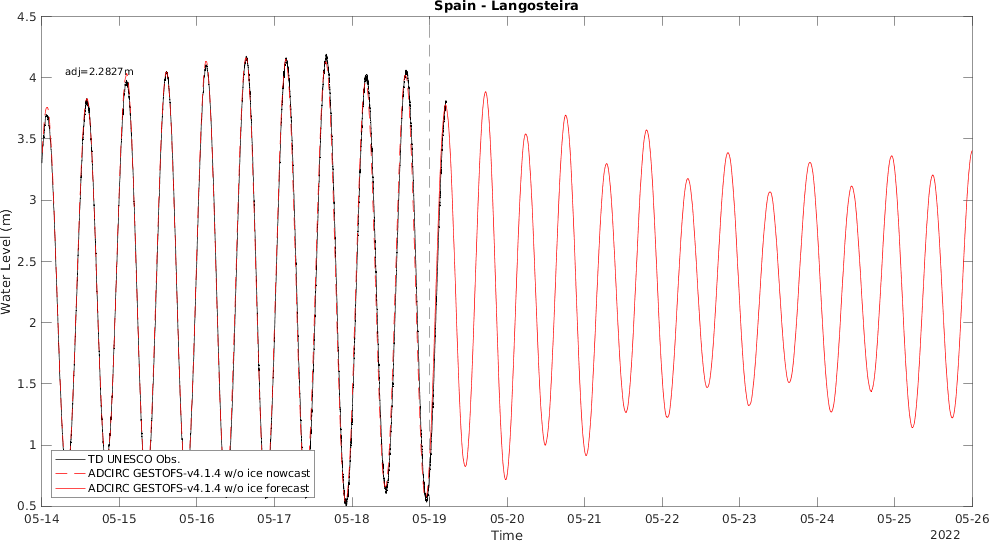 Spain - Langosteira
4.5
4
3.5
3
2.5
2
1.5
1
0.5
Water Level (m)
adj=2.2827m
TD UNESCO Obs.
ADCIRC GESTOFS-v4.1.4 w/o ice nowcast
ADCIRC GESTOFS-v4.1.4 w/o ice forecast
05-14 05-15 05-16 05-17 05-18 05-19 05-20 05-21 05-22 05-23 05-24 05-25 05-26
Time
2022